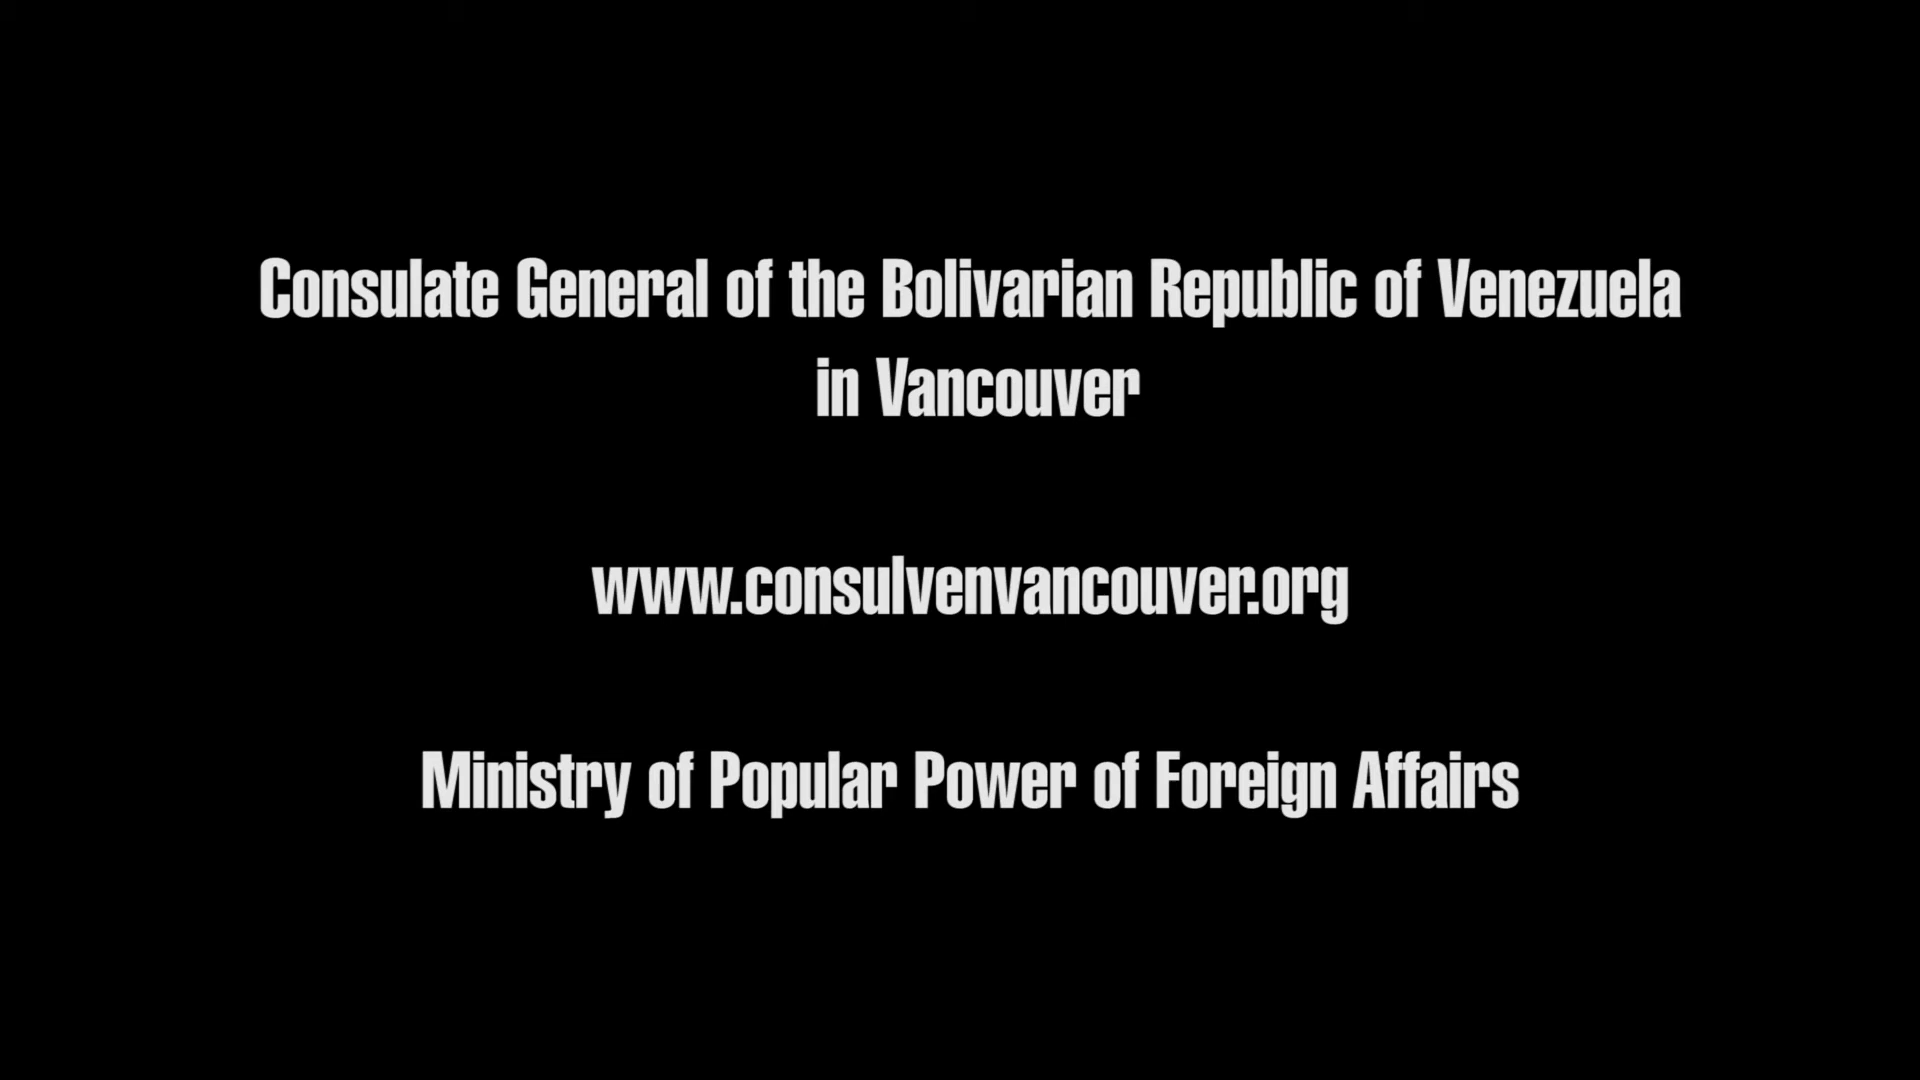 Consulate General of the Bolivarian Republic of Venezuela
in Vancouver
www.consulvenvancouver.org
Ministry of Popular Power of Foreign Affairs